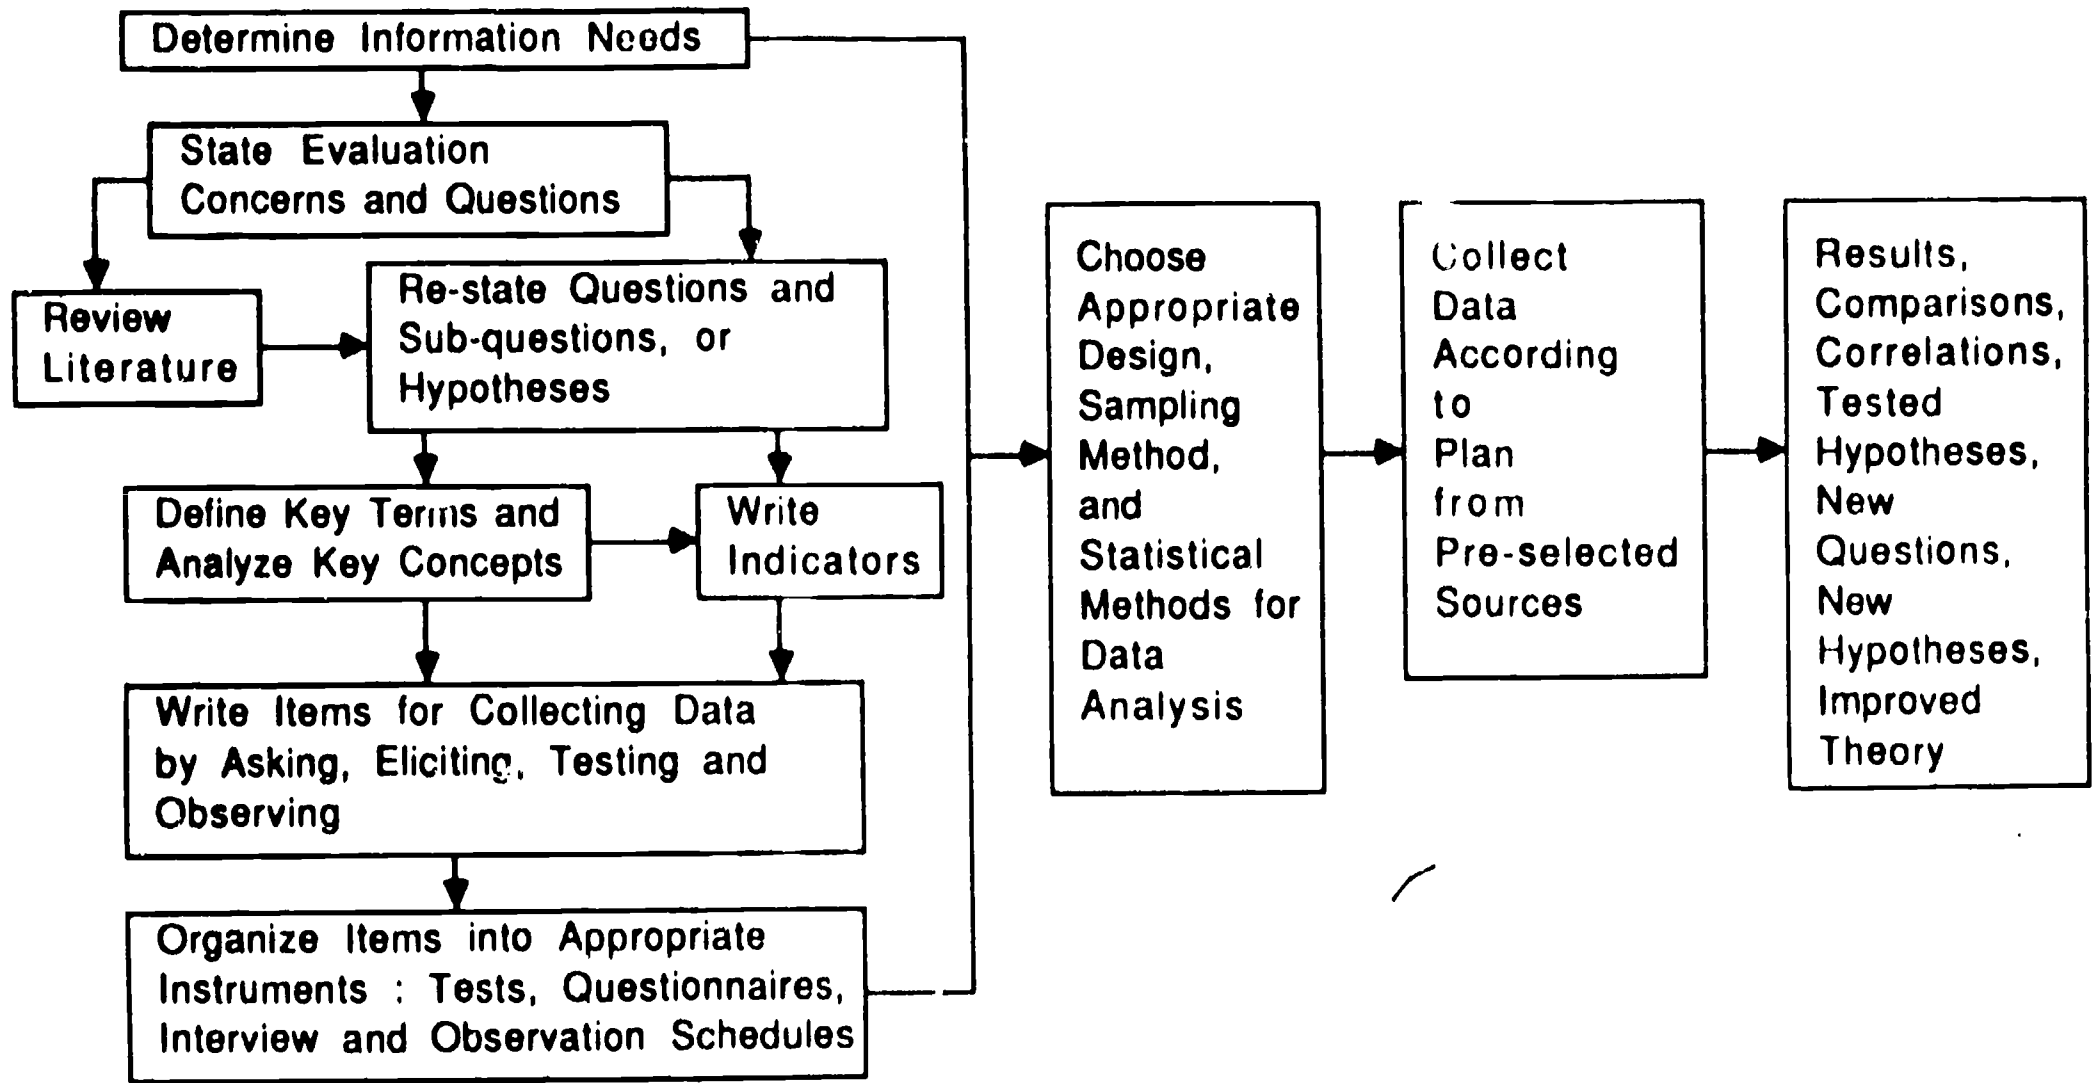 Determine Information Needs
State Evaluation
Concerns and Questions
Review
Literature
Re-state Questions and
Sub-questions, or
Hypotheses
Define Key Terms and
Analyze Key Concepts
Write
Indicators
Write Items for Collecting Data
by Asking, Eliciting, Testing and
Observing
Organize Items into Appropriate
Instruments : Tests, Questionnaires,
Interview and Observation Schedules
Choose
Appropriate
Design,
Sampling
Method,
and
Statistical
Methods for
Data
Analysis
Collect
Data
According
to
Plan
from
Pre-selected
Sources
Results,
Comparisons,
Correlations,
Tested
Hypotheses,
New
Questions,
New
Hypotheses,
Improved
Theory